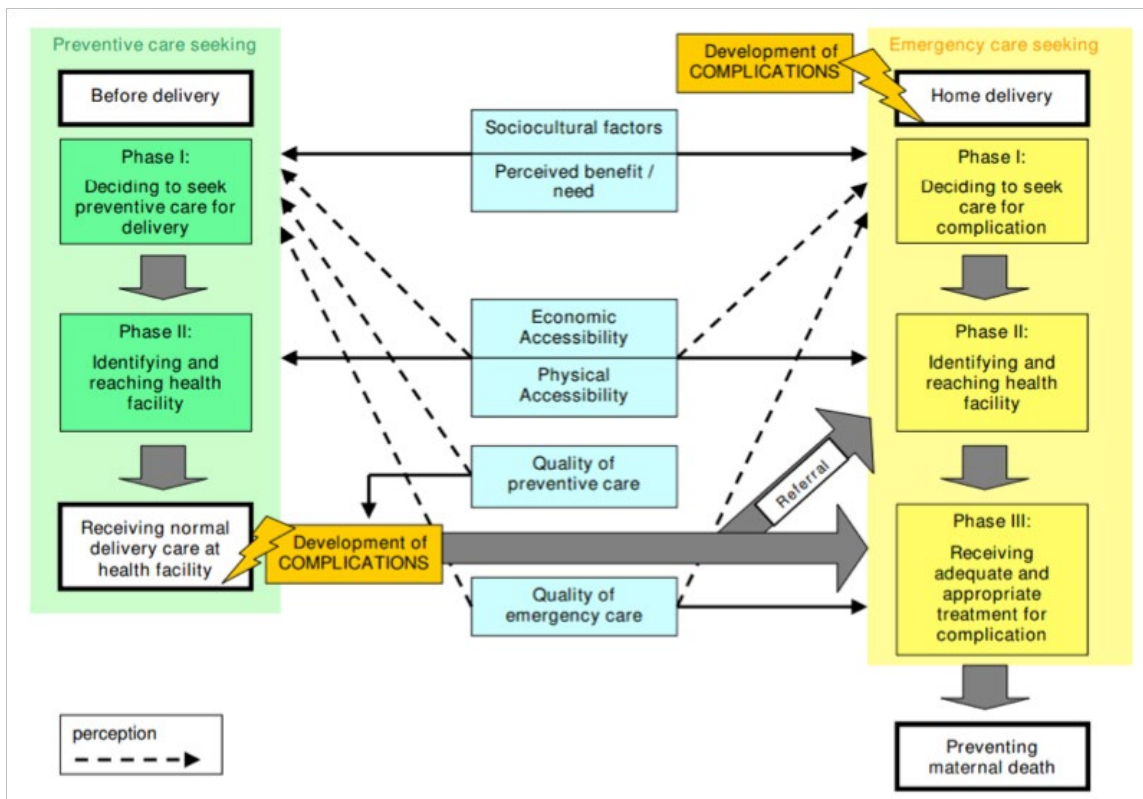 Preventive care seeking
Before delivery
Phase I:
Deciding to seek
preventive care for
delivery
Phase II:
Identifying and
reaching health
facility
Receiving normal
delivery care at
health facility
Development of
COMPLICATIONS
Sociocultural factors
Perceived benefit /
need
Economic
Accessibility
Physical
Accessibility
Quality of
preventive care
Quality of
emergency care
Referral
Development of
COMPLICATIONS
Emergency care seeking
Home delivery
Phase I:
Deciding to seek
care for
complication
Phase II:
Identifying and
reaching health
facility
Phase III:
Receiving
adequate and
appropriate
treatment for
complication
Preventing
maternal death
perception